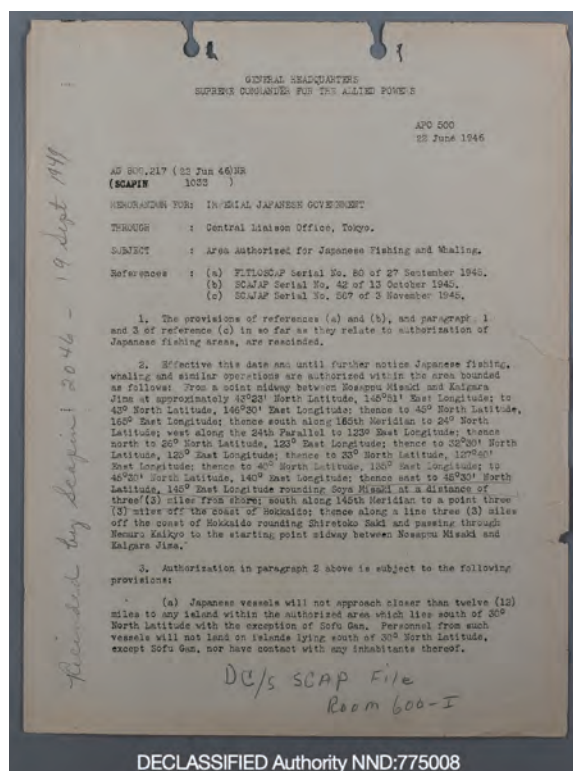 GENERAL HEADQUARTERS
SUPREME COMMANDER FOR THE ALLIED POWERS
APO 500
22 June 1946
AG 800.217 (22 Jun 46)NR
(SCAPIN 1033 )
MEMORANDUM FOR: IMPERIAL JAPANESE GOVERNMENT
THROUGH : Central Liaison Office, Tokyo.
SUBJECT : Area Authorized for Japanese Fishing and Whaling.
References : (a) FLTLOSCAP Serial No. 80 of 27 September 1945.
(b) SCAJAP Serial No. 42 of 13 October 1945.
(c) SCAJAP Serial No. 567 of 3 November 1945.
1. The provisions of references (a) and (b), and paragraph 1
and 3 of reference (c) in so far as they relate to authorization of
Japanese fishing areas, are rescinded.
2. Effective this date and until further notice Japanese fishing,
whaling and similar operations are authorized within the area bounded
as follows: From a point midway between Nosappu Misaki and Kaigara
Jima at approximately 43°23' North Latitude, 145°51' East Longitude; to
43° North Latitude, 146°30' East Longitude; thence to 45° North Latitude,
165° East Longitude; thence south along 165th Meridian to 24° North
Latitude; west along the 24th Parallel to 123° East Longitude; thence
north to 26° North Latitude, 123° East Longitude; thence to 32°30' North
Latitude, 125° East Longitude; thence to 33° North Latitude, 127°40'
East Longitude; thence to 40° North Latitude, 135° East Longitude; to
45°30' North Latitude, 140° East Longitude; thence east to 45°30' North
Latitude, 145° East Longitude rounding Soya Misaki at a distance of
three (3) miles from shore; south along 145th Meridian to a point three
(3) miles off the coast of Hokkaido; thence along a line three (3) miles
off the coast of Hokkaido rounding Shiretoko Saki and passing through
Nemuro Kaikyo to the starting point midway between Nosappu Misaki and
Kaigara Jima.
3. Authorization in paragraph 2 above is subject to the following
provisions:
(a) Japanese vessels will not approach closer than twelve (12)
miles to any island within the authorized area which lies south of 30°
North Latitude with the exception of Sofu Gan. Personnel from such
vessels will not land on islands lying south of 30° North Latitude,
except Sofu Gan, nor have contact with any inhabitants thereof.
DC/S SCAP File
Room 600-I
Recinded by Scapin! 2046 - 19 Sept 1949
DECLASSIFIED Authority NND:775008